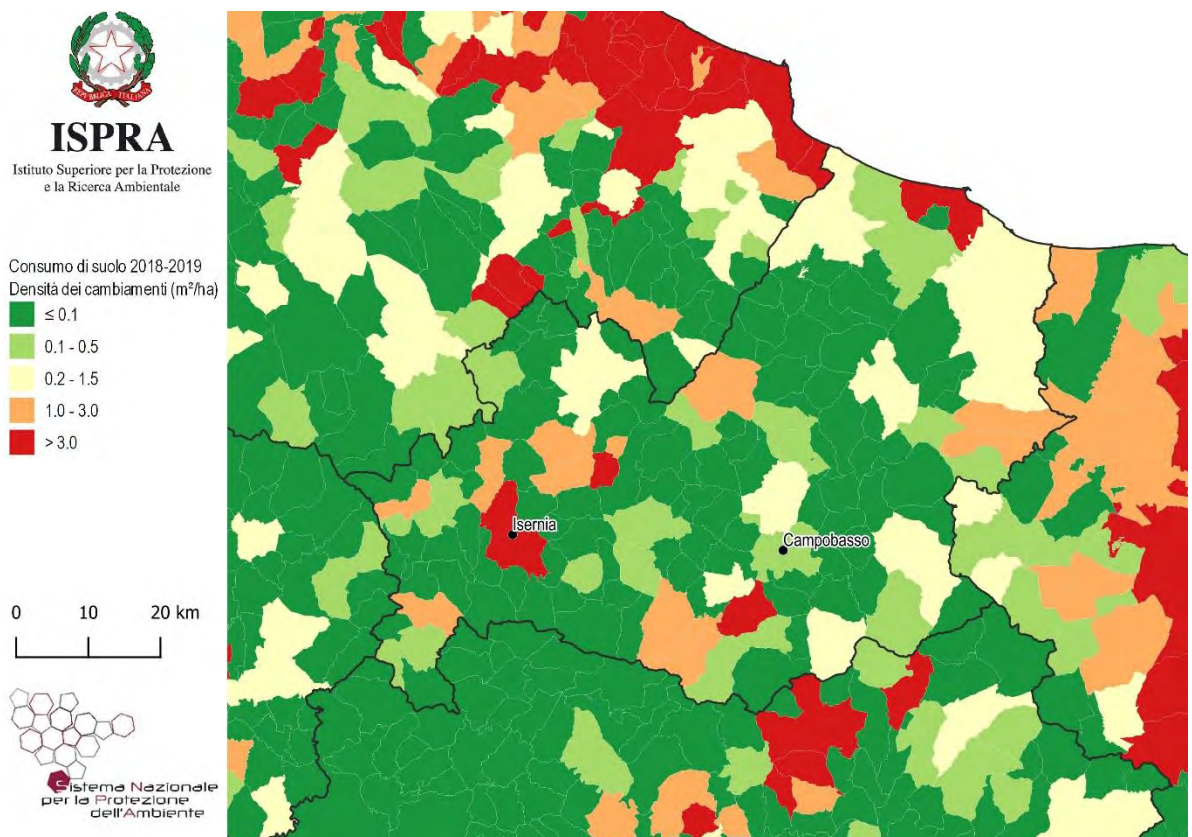 REPVBBLICA ITALIANA
ISPRA
Istituto Superiore per la Protezione
e la Ricerca Ambientale
Consumo di suolo 2018-2019
Densità dei cambiamenti (m²/ha)
≤ 0.1
0.1 - 0.5
0.2 - 1.5
1.0 - 3.0
> 3.0
Isernia
Campobasso
0 10 20 km
Sistema Nazionale
per la Protezione
dell'Ambiente